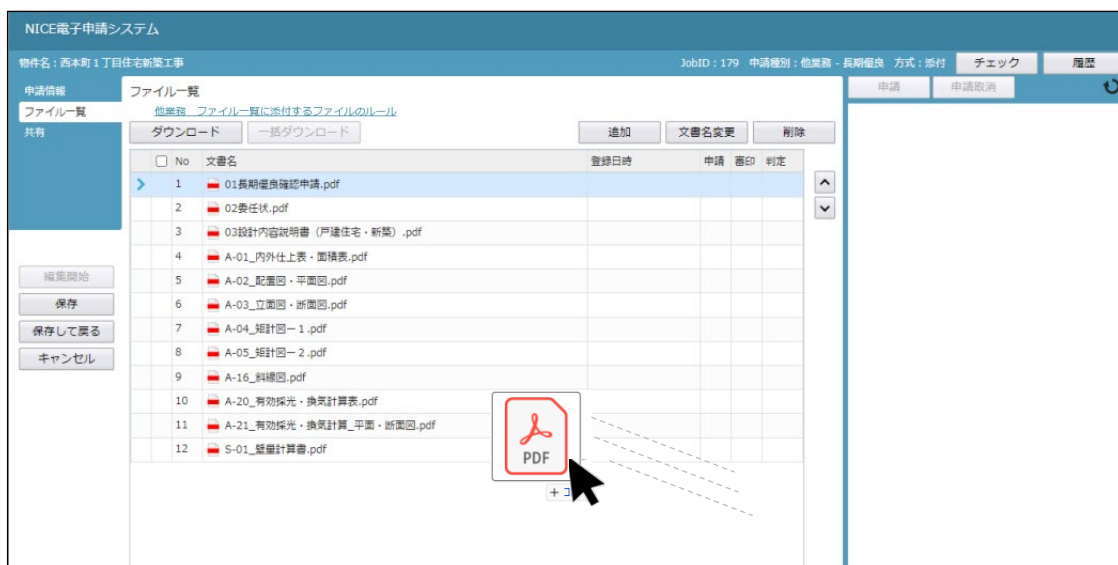 NICE電子申請システム
物件名:西本町1丁目住宅新築工事
JobID:179 申請種別:他業務 - 長期優良 方式:添付 チェック 履歴
申請情報
ファイル一覧
共有
編集開始
保存
保存して戻る
キャンセル
ファイル一覧
他業務 ファイル一覧に添付するファイルのルール
ダウンロード 一括ダウンロード 追加 文書名変更 削除
No 文書名 登録日時 申請 審印 判定
1 01長期優良確認申請.pdf
2 02委任状.pdf
3 03設計内容説明書(戸建住宅・新築).pdf
4 A-01_内外仕上表・面積表.pdf
5 A-02_配置図・平面図.pdf
6 A-03_立面図・断面図.pdf
7 A-04_矩計図ー1.pdf
8 A-05_矩計図ー2.pdf
9 A-16_斜線図.pdf
10 A-20_有効採光・換気計算表.pdf
11 A-21_有効採光・換気計算_平面・断面図.pdf
12 S-01_壁量計算書.pdf
PDF
+ コ
申請 申請取消